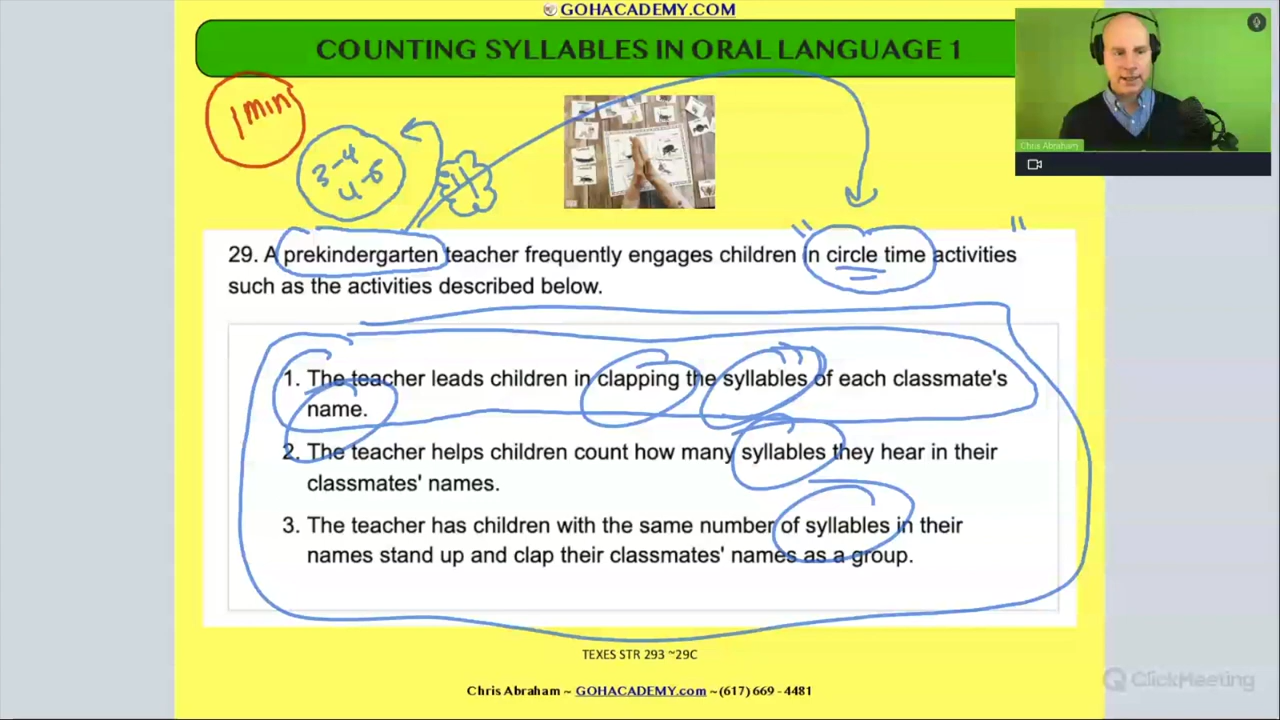 GOHACADEMY.COM
COUNTING SYLLABLES IN ORAL LANGUAGE 1
1 min
3-4
4-5
Chris Abraham
29. A prekindergarten teacher frequently engages children in circle time activities
such as the activities described below.
1. The teacher leads children in clapping the syllables of each classmate's
name.
2. The teacher helps children count how many syllables they hear in their
classmates' names.
3. The teacher has children with the same number of syllables in their
names stand up and clap their classmates' names as a group.
TEXES STR 293 ~29C
Chris Abraham ~ GOHACADEMY.com ~(617) 669 - 4481
ClickMeeting